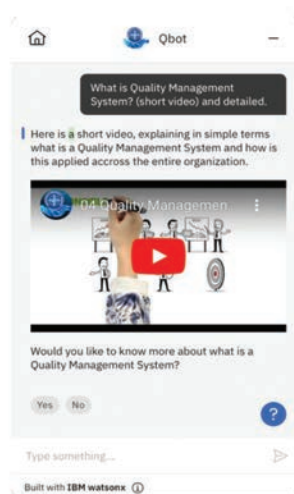 Qbot
What is Quality Management
System? (short video) and detailed.
Here is a short video, explaining in simple terms
what is a Quality Management System and how is
this applied accross the entire organization.
04 Quality Managemen
Would you like to know more about what is a
Quality Management System?
Yes No
?
Type something...
Built with IBM watsonx